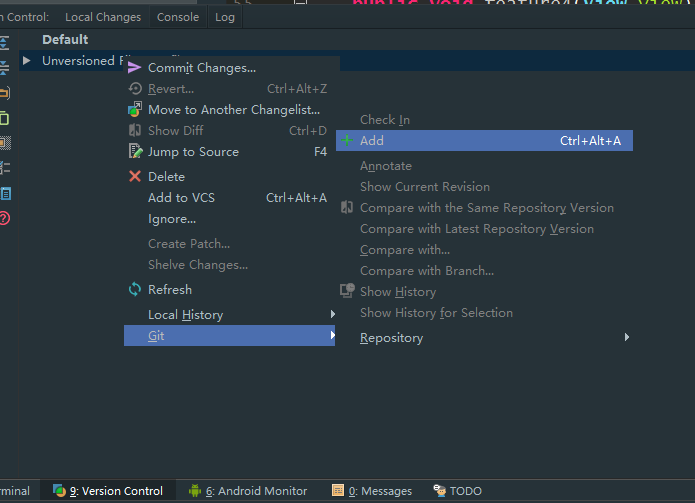 n Control: Local Changes Console Log
Default
Unversioned
Commit Changes...
Revert... Ctrl+Alt+Z
Move to Another Changelist...
Show Diff Ctrl+D
Jump to Source F4
Delete
Add to VCS Ctrl+Alt+A
Ignore...
Create Patch...
Shelve Changes...
Refresh
Local History
Git
Check In
Add Ctrl+Alt+A
Annotate
Show Current Revision
Compare with the Same Repository Version
Compare with Latest Repository Version
Compare with...
Compare with Branch...
Show History
Show History for Selection
Repository
rminal 9: Version Control 6: Android Monitor 0: Messages TODO